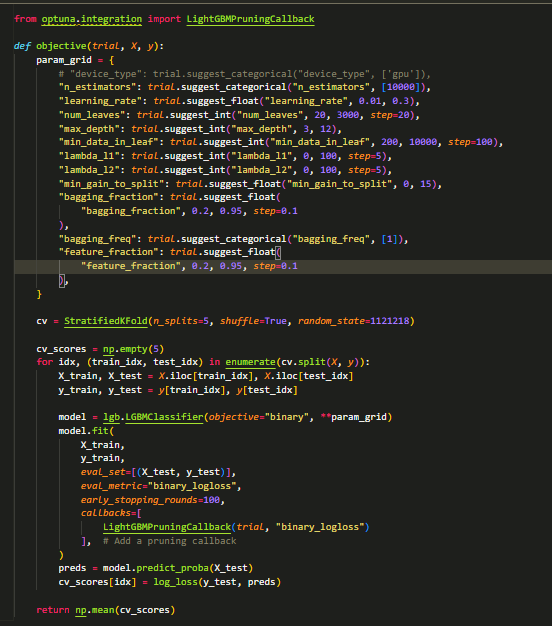 from optuna.integration import LightGBMPruningCallback

def objective(trial, X, y):
    param_grid = {
        # "device_type": trial.suggest_categorical("device_type", ['gpu']),
        "n_estimators": trial.suggest_categorical("n_estimators", [10000]),
        "learning_rate": trial.suggest_float("learning_rate", 0.01, 0.3),
        "num_leaves": trial.suggest_int("num_leaves", 20, 3000, step=20),
        "max_depth": trial.suggest_int("max_depth", 3, 12),
        "min_data_in_leaf": trial.suggest_int("min_data_in_leaf", 200, 10000, step=100),
        "lambda_l1": trial.suggest_int("lambda_l1", 0, 100, step=5),
        "lambda_l2": trial.suggest_int("lambda_l2", 0, 100, step=5),
        "min_gain_to_split": trial.suggest_float("min_gain_to_split", 0, 15),
        "bagging_fraction": trial.suggest_float(
            "bagging_fraction", 0.2, 0.95, step=0.1
        ),
        "bagging_freq": trial.suggest_categorical("bagging_freq", [1]),
        "feature_fraction": trial.suggest_float(
            "feature_fraction", 0.2, 0.95, step=0.1
        ),
    }

    cv = StratifiedKFold(n_splits=5, shuffle=True, random_state=1121218)

    cv_scores = np.empty(5)
    for idx, (train_idx, test_idx) in enumerate(cv.split(X, y)):
        X_train, X_test = X.iloc[train_idx], X.iloc[test_idx]
        y_train, y_test = y[train_idx], y[test_idx]

        model = lgb.LGBMClassifier(objective="binary", **param_grid)
        model.fit(
            X_train,
            y_train,
            eval_set=[(X_test, y_test)],
            eval_metric="binary_logloss",
            early_stopping_rounds=100,
            callbacks=[
                LightGBMPruningCallback(trial, "binary_logloss")
            ],  # Add a pruning callback
        )
        preds = model.predict_proba(X_test)
        cv_scores[idx] = log_loss(y_test, preds)

    return np.mean(cv_scores)